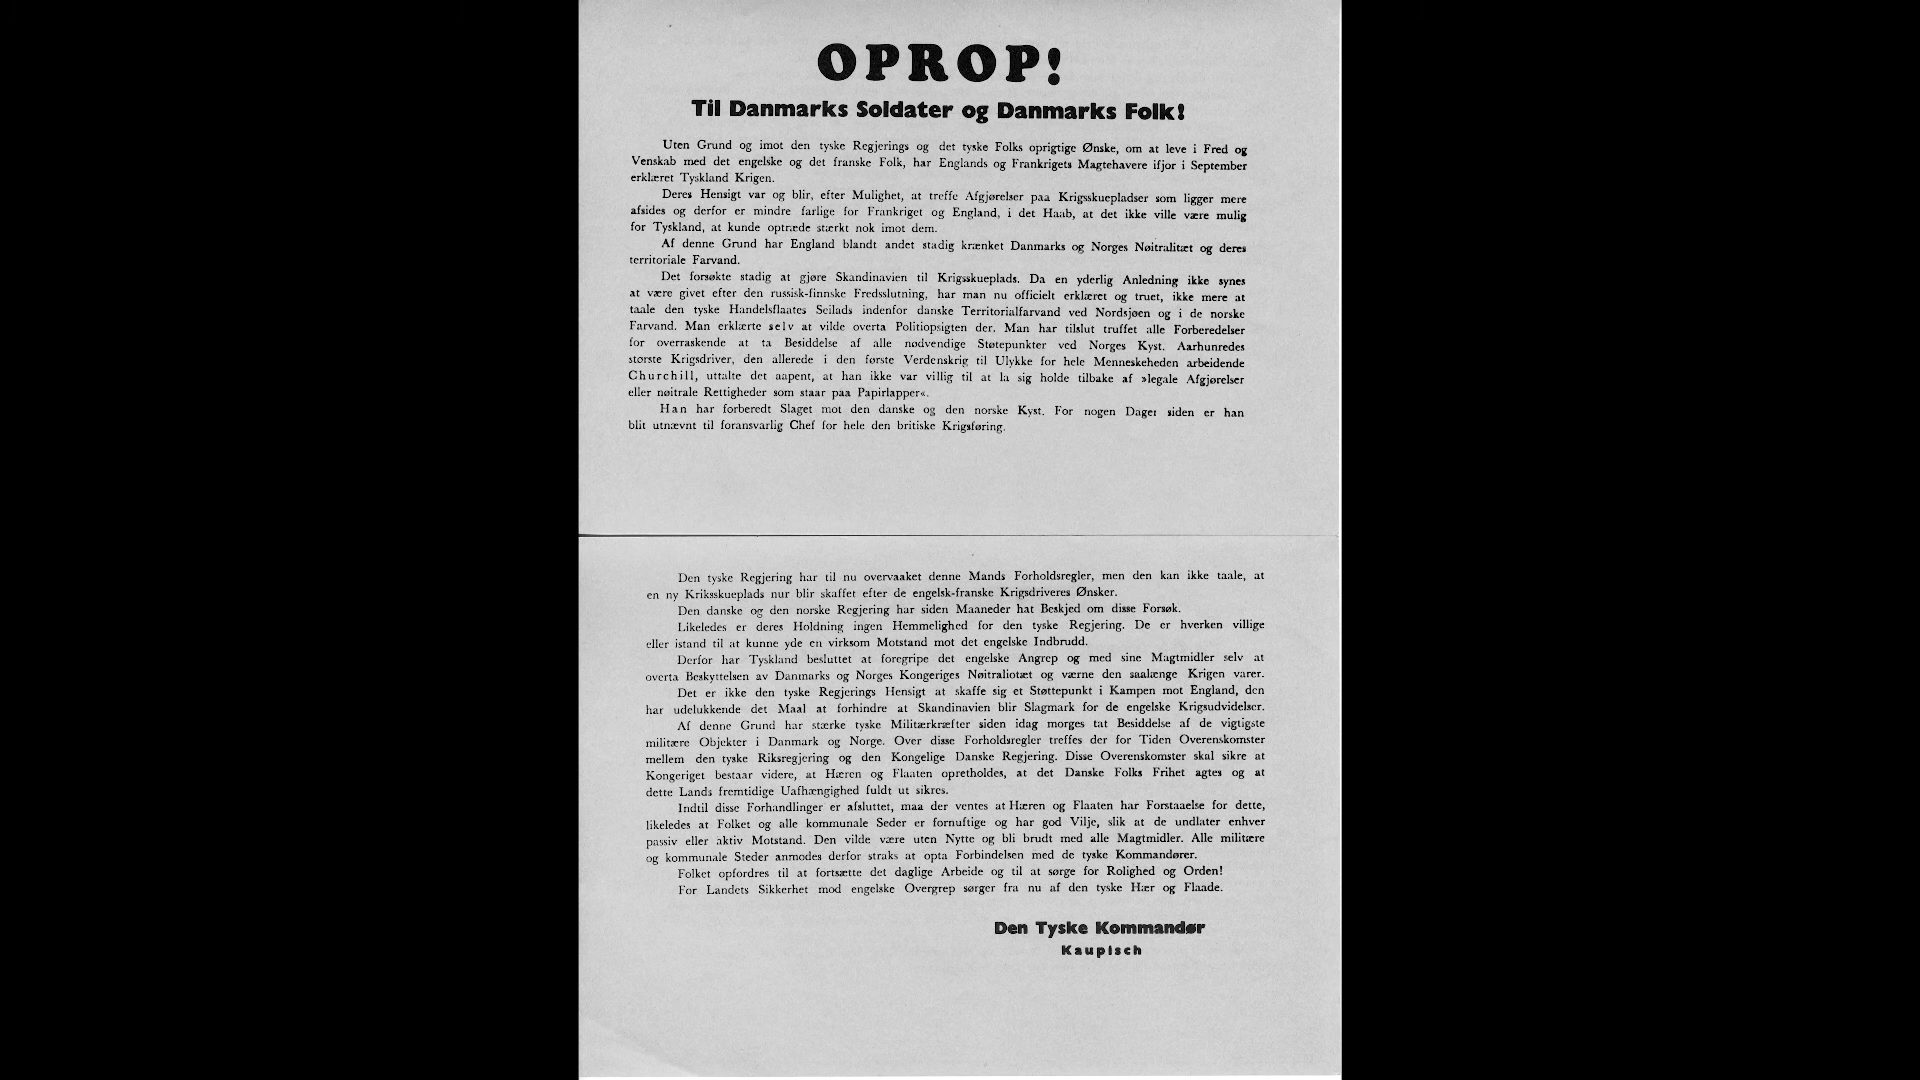 OPROP!
Til Danmarks Soldater og Danmarks Folk!
Uten Grund og imot den tyske Regjerings og det tyske Folks oprigtige Ønske, om at leve i Fred og
Venskab med det engelske og det franske Folk, har Englands og Frankrigets Magtehavere ifjor i September
erklæret Tyskland Krigen.
Deres Hensigt var og blir, efter Mulighet, at treffe Afgjørelser paa Krigsskuepladser som ligger mere
afsides og derfor er mindre farlige for Frankriget og England, i det Haab, at det ikke ville være mulig
for Tyskland, at kunde optræde stærkt nok imot dem.
Af denne Grund har England blandt andet stadig krænket Danmarks og Norges Nøitralitæt og deres
territoriale Farvand.
Det forsøkte stadig at gjøre Skandinavien til Krigsskueplads. Da en yderlig Anledning ikke synes
at være givet efter den russisk-finnske Fredsslutning, har man nu officielt erklæret og truet, ikke mere at
taale den tyske Handelsflaates Seilads indenfor danske Territorialfarvand ved Nordsjøen og i de norske
Farvand. Man erklærte selv at vilde overta Politiopsigten der. Man har tilslut truffet alle Forberedelser
for overraskende at ta Besiddelse af alle nødvendige Støtepunkter ved Norges Kyst. Aarhunredes
største Krigsdriver, den allerede i den første Verdenskrig til Ulykke for hele Menneskeheden arbeidende
Churchill, uttalte det aapent, at han ikke var villig til at la sig holde tilbake af »legale Afgjørelser
eller nøitrale Rettigheder som staar paa Papirlapper«.
Han har forberedt Slaget mot den danske og den norske Kyst. For nogen Dager siden er han
blit utnævnt til foransvarlig Chef for hele den britiske Krigsføring.
Den tyske Regjering har til nu overvaaket denne Mands Forholdsregler, men den kan ikke taale, at
en ny Kriksskueplads nur blir skaffet efter de engelsk-franske Krigsdriveres Ønsker.
Den danske og den norske Regjering har siden Maaneder hat Beskjed om disse Forsøk.
Likeledes er deres Holdning ingen Hemmelighed for den tyske Regjering. De er hverken villige
eller istand til at kunne yde en virksom Motstand mot det engelske Indbrudd.
Derfor har Tyskland besluttet at foregripe det engelske Angrep og med sine Magtmidler selv at
overta Beskyttelsen av Danmarks og Norges Kongeriges Nøitraliotæt og værne den saalænge Krigen varer.
Det er ikke den tyske Regjerings Hensigt at skaffe sig et Støttepunkt i Kampen mot England, den
har udelukkende det Maal at forhindre at Skandinavien blir Slagmark for de engelske Krigsudvidelser.
Af denne Grund har stærke tyske Militærkræfter siden idag morges tat Besiddelse af de vigtigste
militære Objekter i Danmark og Norge. Over disse Forholdsregler treffes der for Tiden Overenskomster
mellem den tyske Riksregjering og den Kongelige Danske Regjering. Disse Overenskomster skal sikre at
Kongeriget bestaar videre, at Hæren og Flaaten opretholdes, at det Danske Folks Frihet agtes og at
dette Lands fremtidige Uafhængighed fuldt ut sikres.
Indtil disse Forhandlinger er afsluttet, maa der ventes at Hæren og Flaaten har Forstaaelse for dette,
likeledes at Folket og alle kommunale Seder er fornuftige og har god Vilje, slik at de undlater enhver
passiv eller aktiv Motstand. Den vilde være uten Nytte og bli brudt med alle Magtmidler. Alle militære
og kommunale Steder anmodes derfor straks at opta Forbindelsen med de tyske Kommandører.
Folket opfordres til at fortsætte det daglige Arbeide og til at sørge for Rolighed og Orden!
For Landets Sikkerhet mod engelske Overgrep sørger fra nu af den tyske Hær og Flaade.
Den Tyske Kommandør
Kaupisch